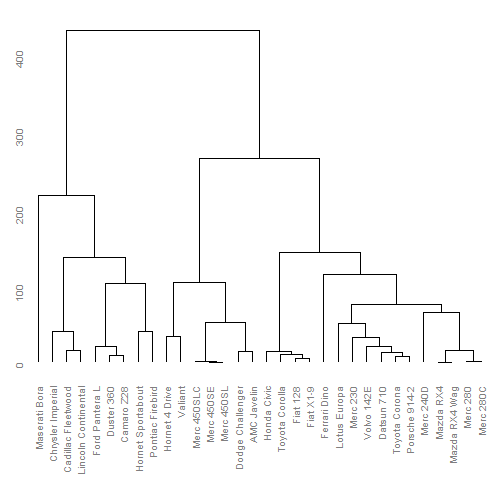 400
300
200
100
0
Maserati Bora
Chrysler Imperial
Cadillac Fleetwood
Lincoln Continental
Ford Pantera L
Duster 360
Camaro Z28
Hornet Sportabout
Pontiac Firebird
Hornet 4 Drive
Valiant
Merc 450SLC
Merc 450SE
Merc 450SL
Dodge Challenger
AMC Javelin
Honda Civic
Toyota Corolla
Fiat 128
Fiat X1-9
Ferrari Dino
Lotus Europa
Merc 230
Volvo 142E
Datsun 710
Toyota Corona
Porsche 914-2
Merc 240D
Mazda RX4
Mazda RX4 Wag
Merc 280
Merc 280C